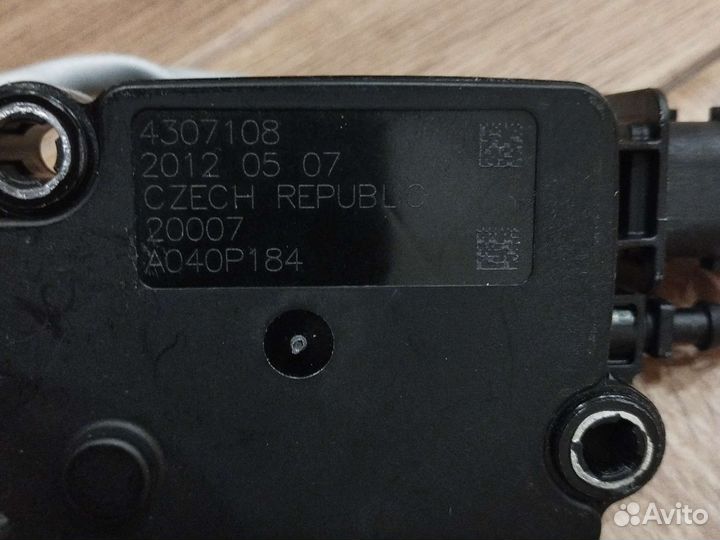 4307108
2012 05 07
CZECH REPUBLIC
20007
A040P184
Avito